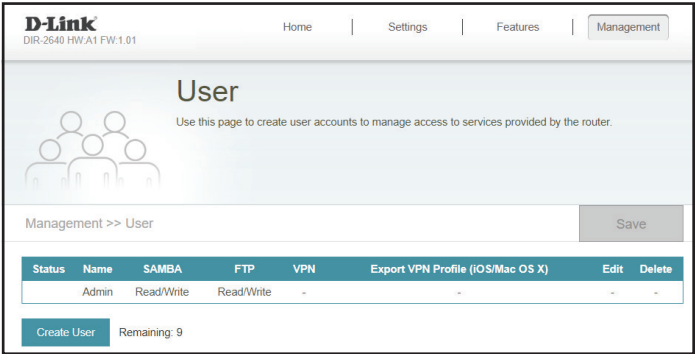 D-Link
DIR-2640 HW:A1 FW:1.01
Home | Settings | Features | Management
User
Use this page to create user accounts to manage access to services provided by the router.
Management >> User
Save
Status Name SAMBA FTP VPN Export VPN Profile (iOS/Mac OS X) Edit Delete
Admin Read/Write Read/Write - - - -
Create User Remaining: 9